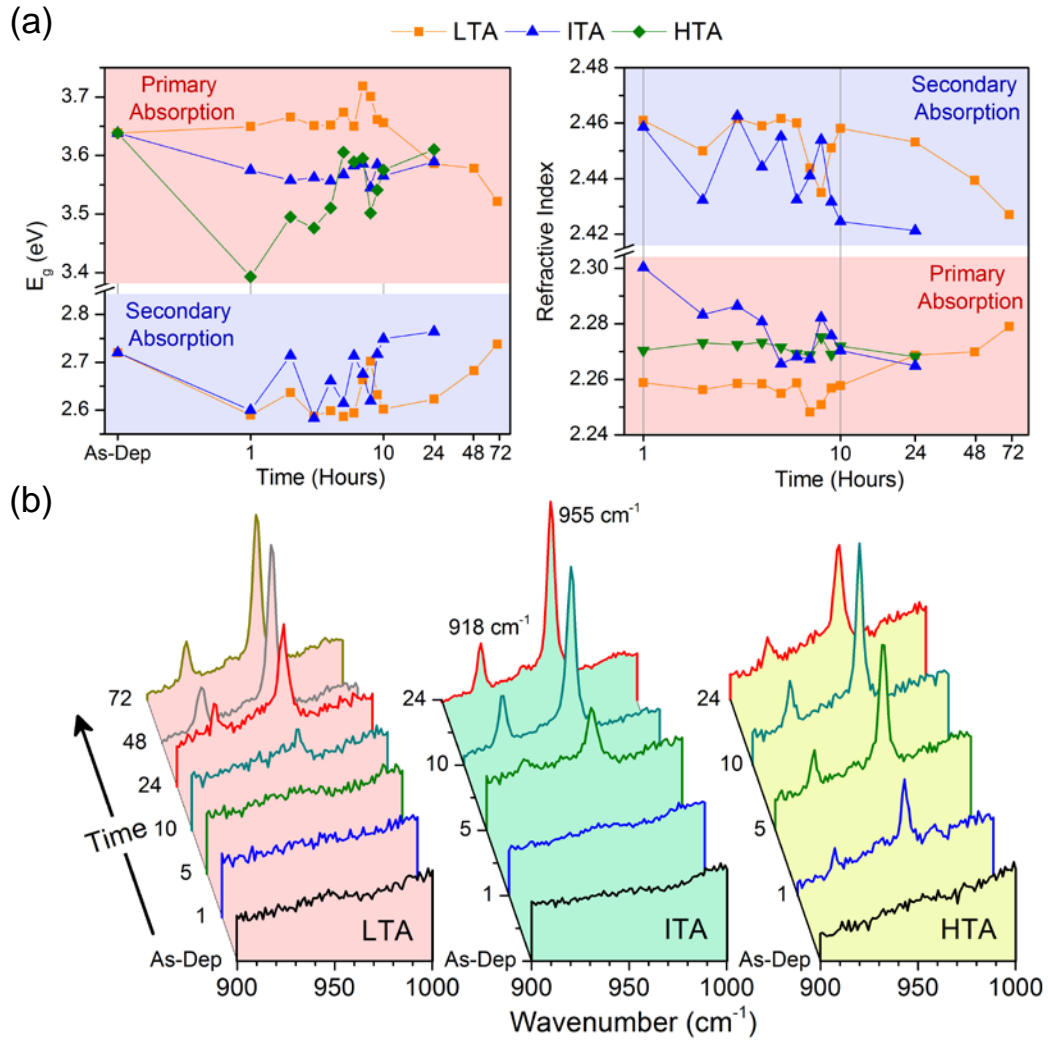 (a)
LTA ITA HTA
Primary
Absorption
Secondary
Absorption
E_g (eV)
3.7
3.6
3.5
3.4
2.8
2.7
2.6
As-Dep 1 10 24 48 72
Time (Hours)
Secondary
Absorption
Primary
Absorption
Refractive Index
2.48
2.46
2.44
2.42
2.30
2.28
2.26
2.24
1 10 24 48 72
Time (Hours)
(b)
72
48
24
10
5
1
As-Dep
Time
LTA
900 950 1000
918 cm⁻¹
955 cm⁻¹
24
10
5
1
As-Dep
ITA
900 950 1000
24
10
5
1
As-Dep
HTA
900 950 1000
Wavenumber (cm⁻¹)